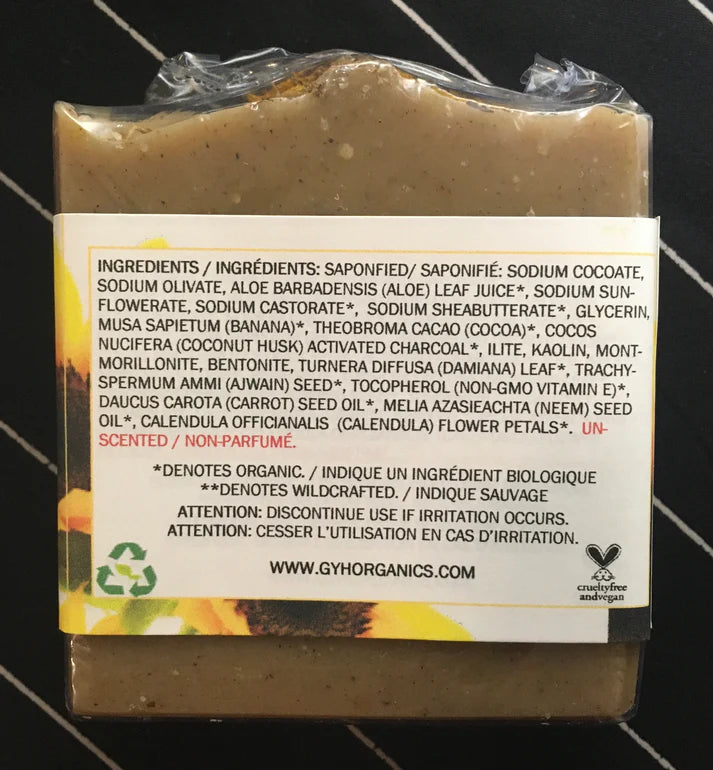 INGREDIENTS / INGRÉDIENTS: SAPONFIED/ SAPONIFIÉ: SODIUM COCOATE,
SODIUM OLIVATE, ALOE BARBADENSIS (ALOE) LEAF JUICE*, SODIUM SUN-
FLOWERATE, SODIUM CASTORATE*, SODIUM SHEABUTTERATE*, GLYCERIN,
MUSA SAPIETUM (BANANA)*, THEOBROMA CACAO (COCOA)*, COCOS
NUCIFERA (COCONUT HUSK) ACTIVATED CHARCOAL*, ILITE, KAOLIN, MONT-
MORILLONITE, BENTONITE, TURNERA DIFFUSA (DAMIANA) LEAF*, TRACHY-
SPERMUM AMMI (AJWAIN) SEED*, TOCOPHEROL (NON-GMO VITAMIN E)*,
DAUCUS CAROTA (CARROT) SEED OIL*, MELIA AZASIEACHTA (NEEM) SEED
OIL*, CALENDULA OFFICIANALIS (CALENDULA) FLOWER PETALS*. UN-
SCENTED / NON-PARFUMÉ.
*DENOTES ORGANIC. / INDIQUE UN INGRÉDIENT BIOLOGIQUE
**DENOTES WILDCRAFTED. / INDIQUE SAUVAGE
ATTENTION: DISCONTINUE USE IF IRRITATION OCCURS.
ATTENTION: CESSER L'UTILISATION EN CAS D'IRRITATION.
WWW.GYHORGANICS.COM
crueltyfree
andvegan